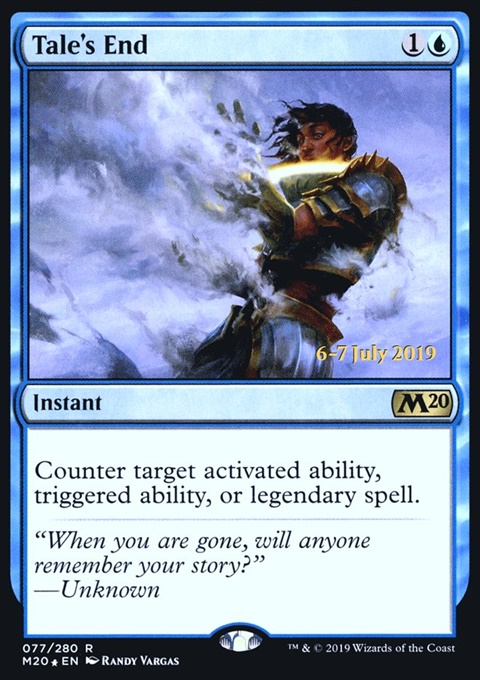 Tale's End 1
6–7 July 2019
Instant M20
Counter target activated ability,
triggered ability, or legendary spell.
“When you are gone, will anyone
remember your story?”
—Unknown
077/280 R ™ & © 2019 Wizards of the Coast
M20★EN Randy Vargas